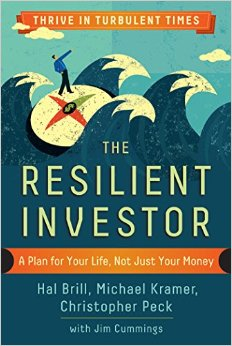 THRIVE IN TURBULENT TIMES
THE
RESILIENT
INVESTOR
A Plan for Your Life, Not Just Your Money
Hal Brill, Michael Kramer,
Christopher Peck
with Jim Cummings